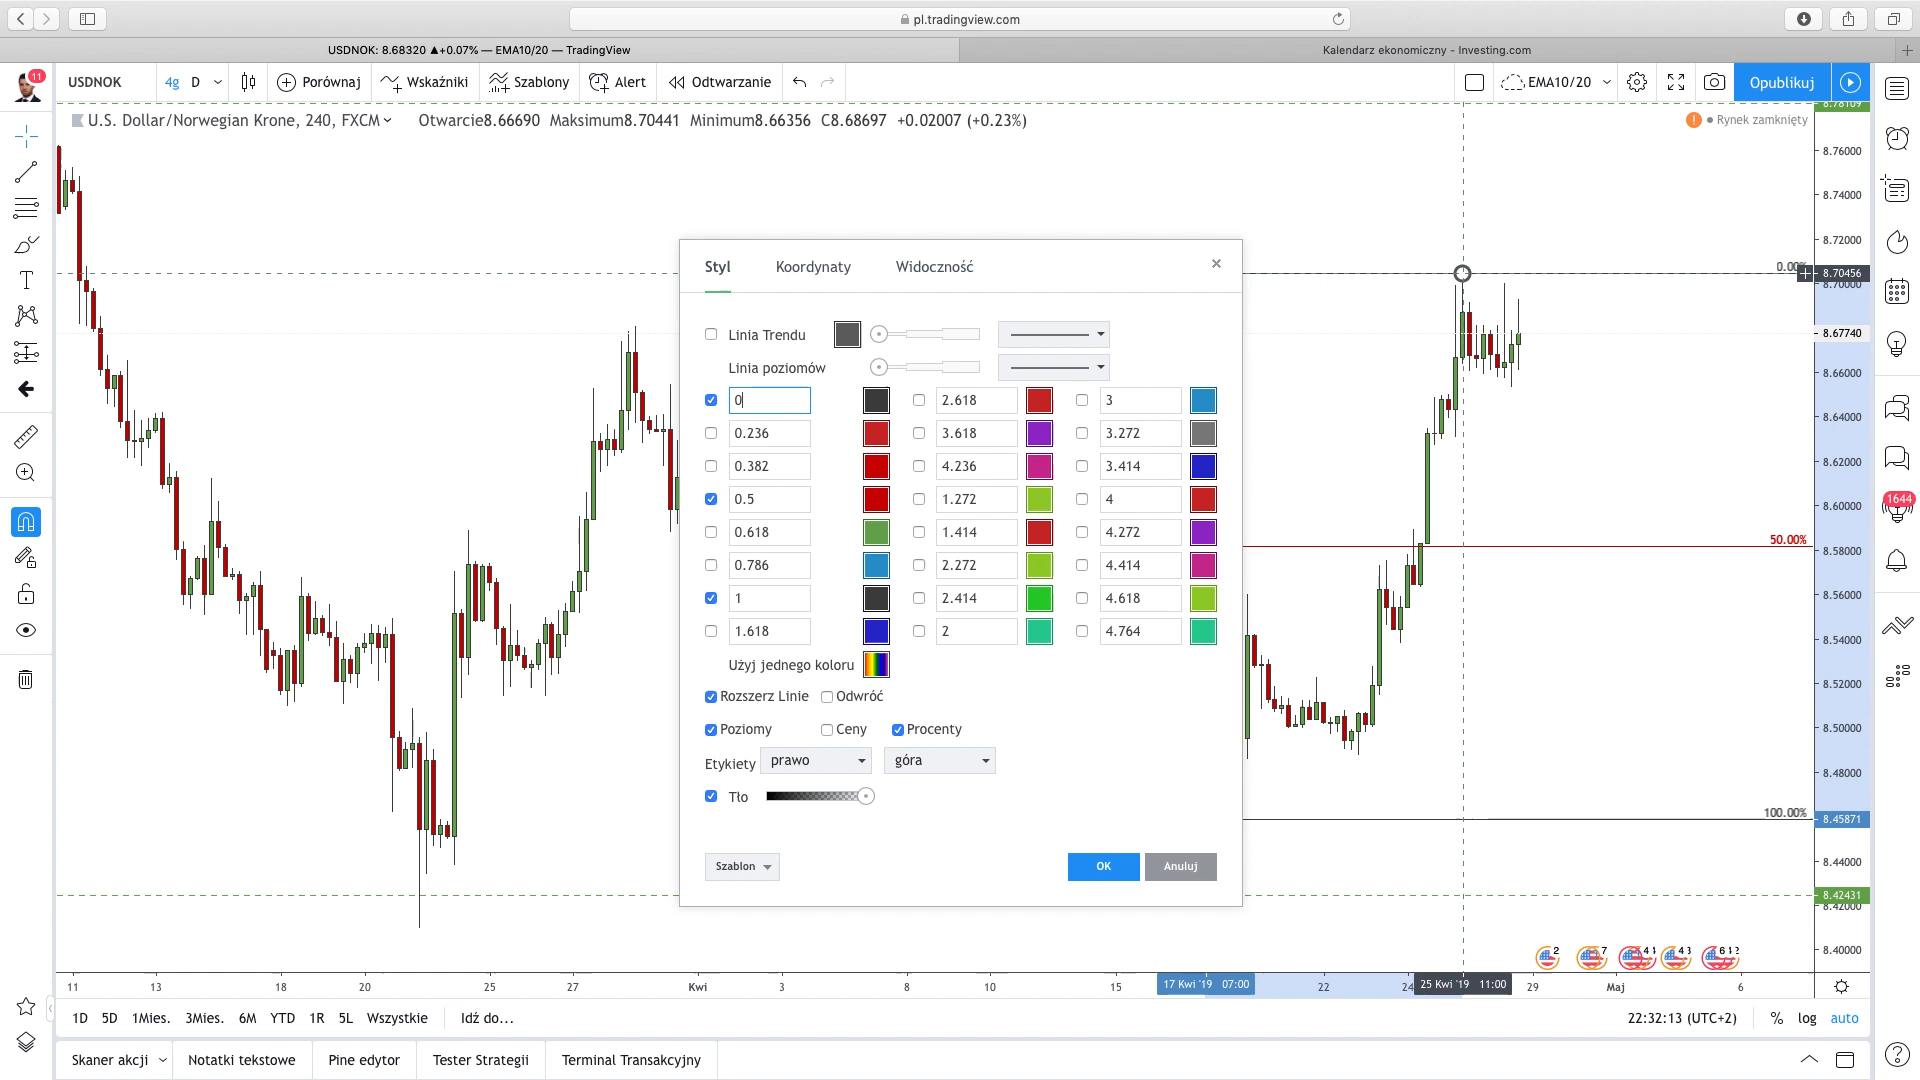 pl.tradingview.com
USDNOK: 8.68320 ▲+0.07% — EMA10/20 — TradingView
Kalendarz ekonomiczny - Investing.com
11
USDNOK 4g D Porównaj Wskaźniki Szablony Alert Odtwarzanie EMA10/20 Opublikuj
U.S. Dollar/Norwegian Krone, 240, FXCM Otwarcie8.66690 Maksimum8.70441 Minimum8.66356 C8.68697 +0.02007 (+0.23%)
Rynek zamknięty
8.78109
8.76000
8.74000
8.72000
0.00%
8.70456
8.70000
8.67740
8.66000
8.64000
8.62000
8.60000
8.58000
50.00%
8.56000
8.54000
8.52000
8.50000
8.48000
100.00%
8.45871
8.44000
8.42431
8.42000
8.40000
1644
Styl Koordynaty Widoczność
Linia Trendu
Linia poziomów
0 2.618 3
0.236 3.618 3.272
0.382 4.236 3.414
0.5 1.272 4
0.618 1.414 4.272
0.786 2.272 4.414
1 2.414 4.618
1.618 2 4.764
Użyj jednego koloru
Rozszerz Linie Odwróć
Poziomy Ceny Procenty
Etykiety prawo góra
Tło
Szablon OK Anuluj
2 7
11 13 18 20 25 27 Kwi 3 8 10 15 17 Kwi '19 07:00 22 24 25 Kwi '19 11:00 29 Maj 6
1D 5D 1Mies. 3Mies. 6M YTD 1R 5L Wszystkie Idź do... 22:32:13 (UTC+2) % log auto
Skaner akcji Notatki tekstowe Pine edytor Tester Strategii Terminal Transakcyjny